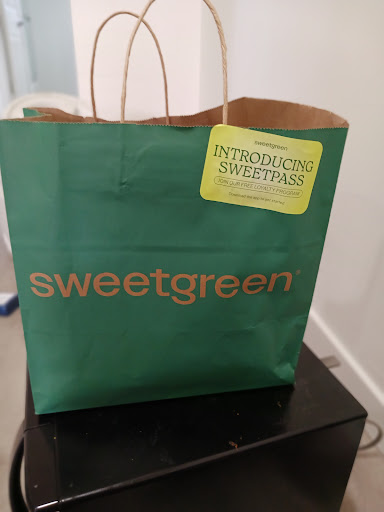 sweetgreen
INTRODUCING
SWEETPASS
JOIN OUR FREE LOYALTY PROGRAM
sweetgreen®